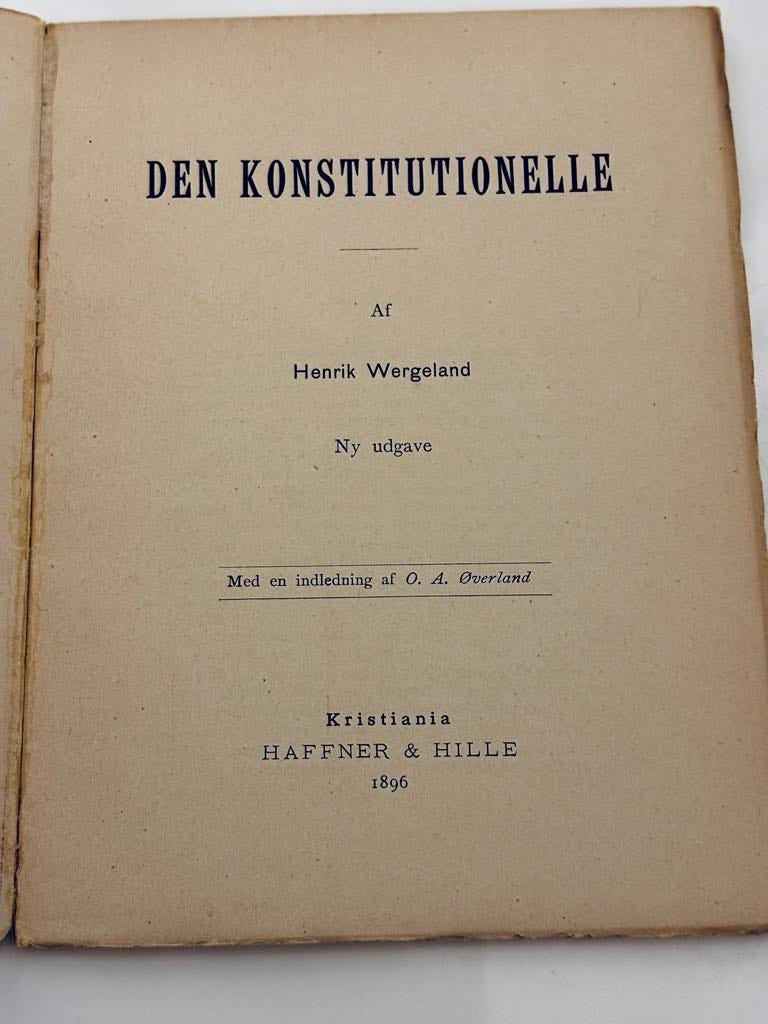 DEN KONSTITUTIONELLE
Af
Henrik Wergeland
Ny udgave
Med en indledning af O. A. Øverland
Kristiania
HAFFNER & HILLE
1896